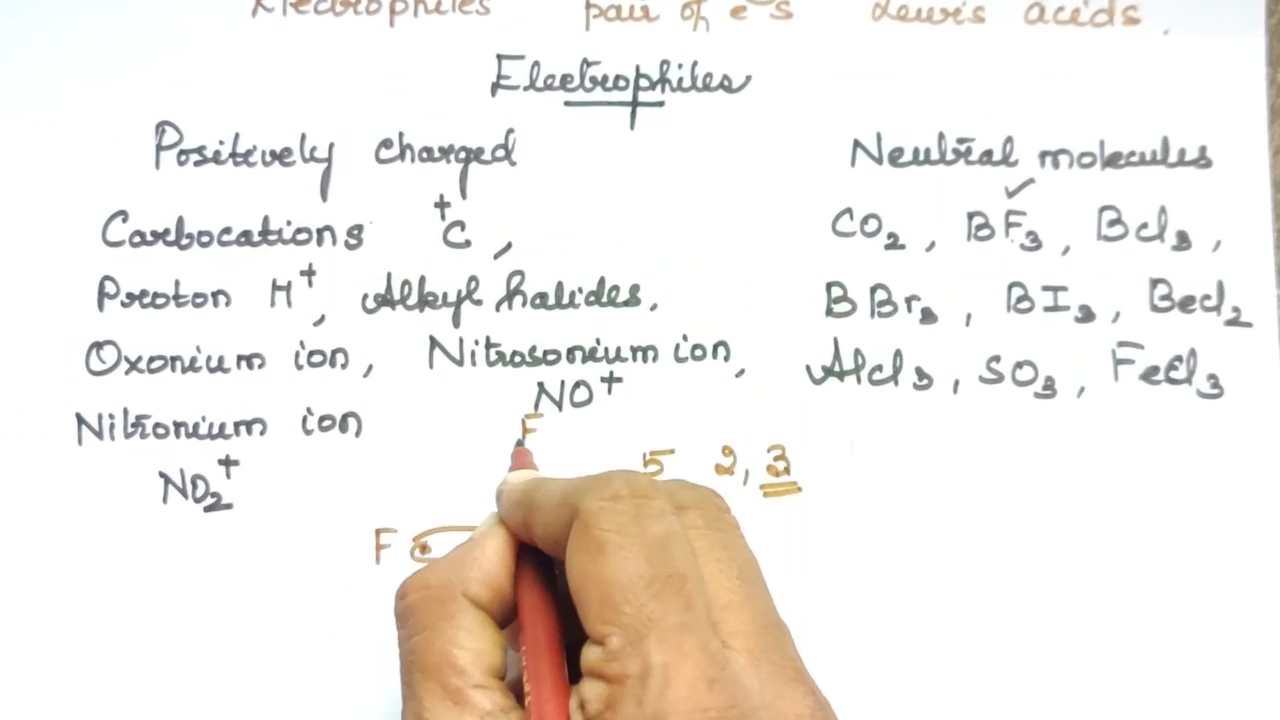 Electrophiles pair of e⁻s Lewis acids.
Electrophiles
Positively charged
Neutral molecules
Carbocations ⁺C,
CO₂, BF₃, BCl₃,
Proton H⁺, Alkyl halides.
BBr₃, BI₃, BeCl₂
Oxonium ion, Nitrosonium ion,
AlCl₃, SO₃, FeCl₃
NO⁺
Nitronium ion
NO₂⁺
F
5 2, 3
F